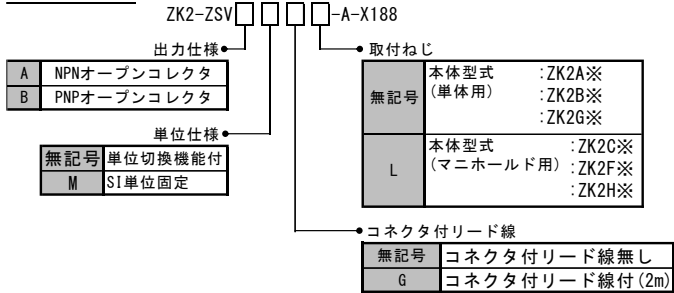 ZK2-ZSV□□□□-A-X188
出力仕様
A NPNオープンコレクタ
B PNPオープンコレクタ
単位仕様
無記号 単位切換機能付
M SI単位固定
取付ねじ
無記号 本体型式 :ZK2A※
(単体用) :ZK2B※
:ZK2G※
L 本体型式 :ZK2C※
(マニホールド用) :ZK2F※
:ZK2H※
コネクタ付リード線
無記号 コネクタ付リード線無し
G コネクタ付リード線付(2m)